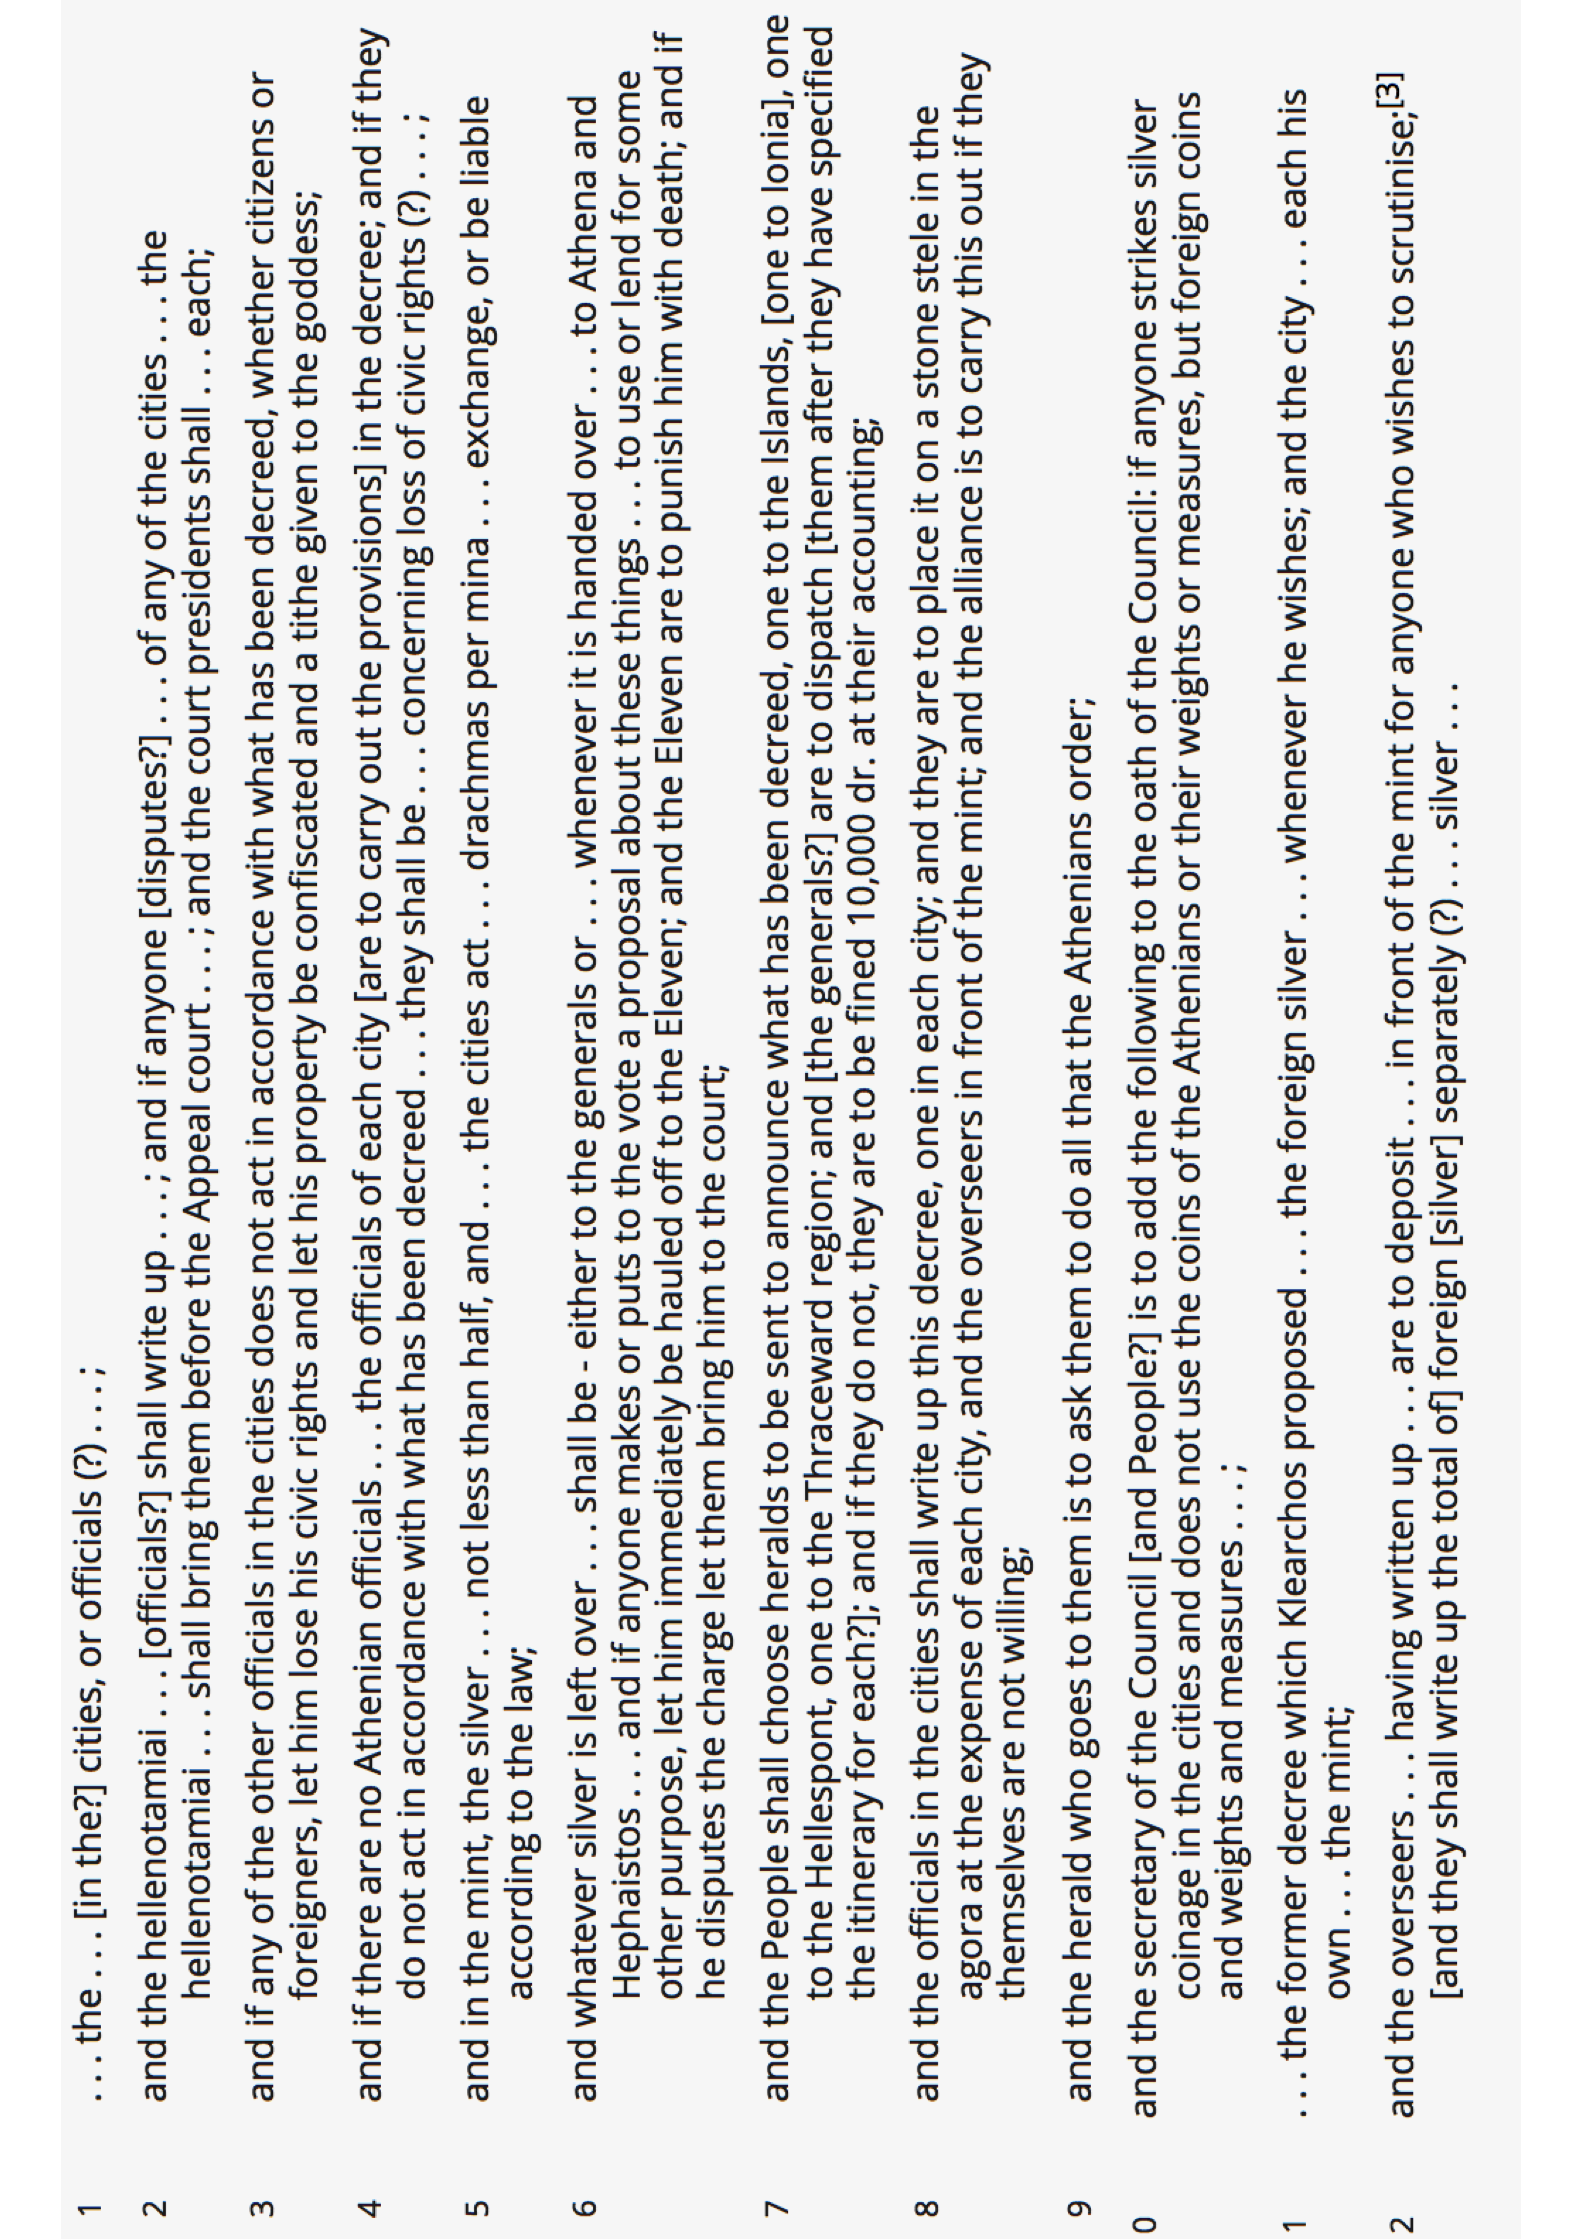 1 . . . the . . . . [in the?] cities, or officials (?) . . . . ;
2 and the hellenotamiai . . . [officials?] shall write up . . .; and if anyone [disputes?] . . . of any of the cities . . . the
hellenotamiai . . . shall bring them before the Appeal court . . .; and the court presidents shall . . . each;
3 and if any of the other officials in the cities does not act in accordance with what has been decreed, whether citizens or
foreigners, let him lose his civic rights and let his property be confiscated and a tithe given to the goddess;
4 and if there are no Athenian officials . . . the officials of each city [are to carry out the provisions] in the decree; and if they
do not act in accordance with what has been decreed . . . they shall be . . . concerning loss of civic rights (?) . . . ;
5 and in the mint, the silver . . . not less than half, and . . . the cities act . . . drachmas per mina . . . exchange, or be liable
according to the law;
6 and whatever silver is left over . . . shall be - either to the generals or . . . whenever it is handed over . . . to Athena and
Hephaistos . . . and if anyone makes or puts to the vote a proposal about these things . . . to use or lend for some
other purpose, let him immediately be hauled off to the Eleven; and the Eleven are to punish him with death; and if
he disputes the charge let them bring him to the court;
7 and the People shall choose heralds to be sent to announce what has been decreed, one to the Islands, [one to Ionia], one
to the Hellespont, one to the Thraceward region; and [the generals?] are to dispatch [them after they have specified
the itinerary for each?]; and if they do not, they are to be fined 10,000 dr. at their accounting;
8 and the officials in the cities shall write up this decree, one in each city; and they are to place it on a stone stele in the
agora at the expense of each city, and the overseers in front of the mint; and the alliance is to carry this out if they
themselves are not willing;
9 and the herald who goes to them is to ask them to do all that the Athenians order;
0 and the secretary of the Council [and People?] is to add the following to the oath of the Council: if anyone strikes silver
coinage in the cities and does not use the coins of the Athenians or their weights or measures, but foreign coins
and weights and measures . . . ;
1 . . . the former decree which Klearchos proposed . . . the foreign silver . . . whenever he wishes; and the city . . . each his
own . . . the mint;
2 and the overseers . . . having written up . . . are to deposit . . . in front of the mint for anyone who wishes to scrutinise;[3]
[and they shall write up the total of] foreign [silver] separately (?) . . . silver . . .